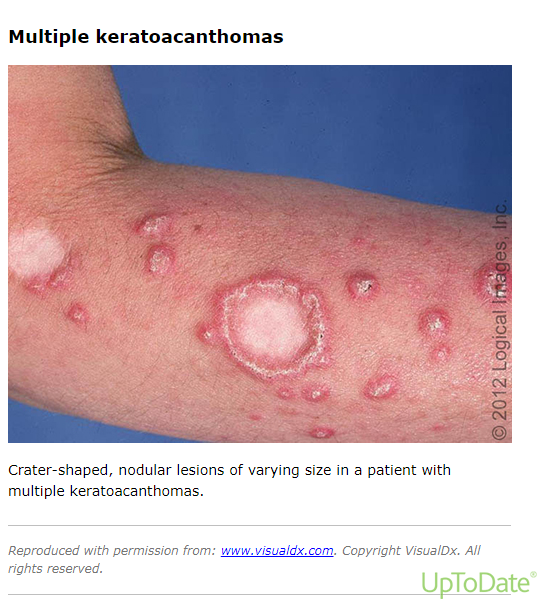 Multiple keratoacanthomas
© 2012 Logical Images, Inc.
Crater-shaped, nodular lesions of varying size in a patient with
multiple keratoacanthomas.
Reproduced with permission from: www.visualdx.com. Copyright VisualDx. All
rights reserved.
UpToDate®